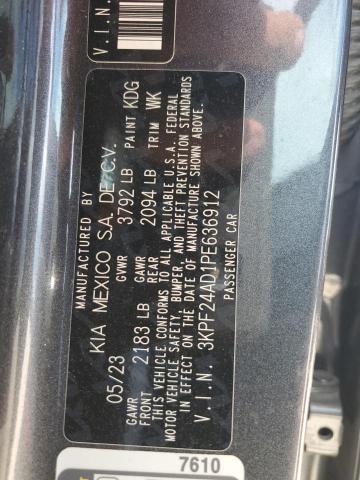 V.I.N.
MANUFACTURED BY
KIA MEXICO S.A. DE C.V.
05/23 GVWR 3792 LB PAINT KDG
GAWR FRONT 2183 LB GAWR REAR 2094 LB TRIM WK
THIS VEHICLE CONFORMS TO ALL APPLICABLE U.S.A. FEDERAL
MOTOR VEHICLE SAFETY, BUMPER, AND THEFT PREVENTION STANDARDS
IN EFFECT ON THE DATE OF MANUFACTURE SHOWN ABOVE.
V.I.N. 3KPF24AD1PE636912
PASSENGER CAR
7610